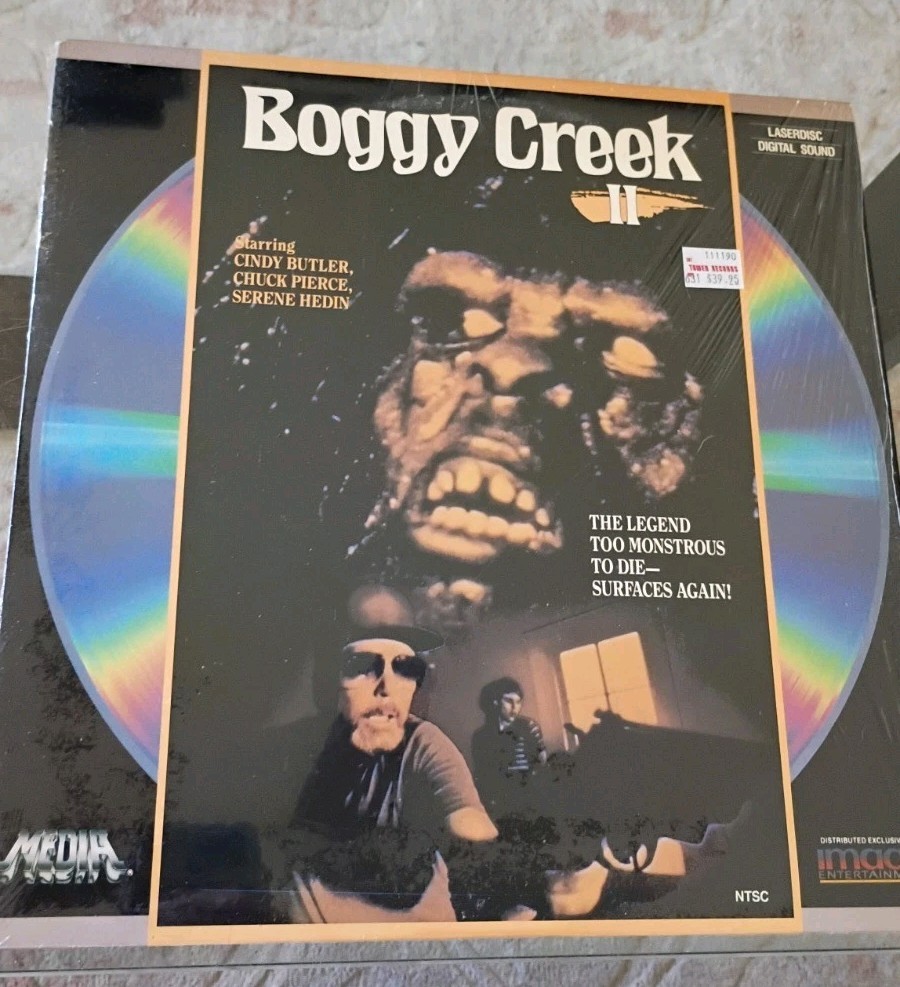 Boggy Creek
II
LASERDISC
DIGITAL SOUND
Starring
CINDY BUTLER,
CHUCK PIERCE,
SERENE HEDIN
111190
TOWER RECORDS
$39.95
THE LEGEND
TOO MONSTROUS
TO DIE—
SURFACES AGAIN!
MEDIA
DISTRIBUTED EXCLUSIV
imag
ENTERTAINM
NTSC